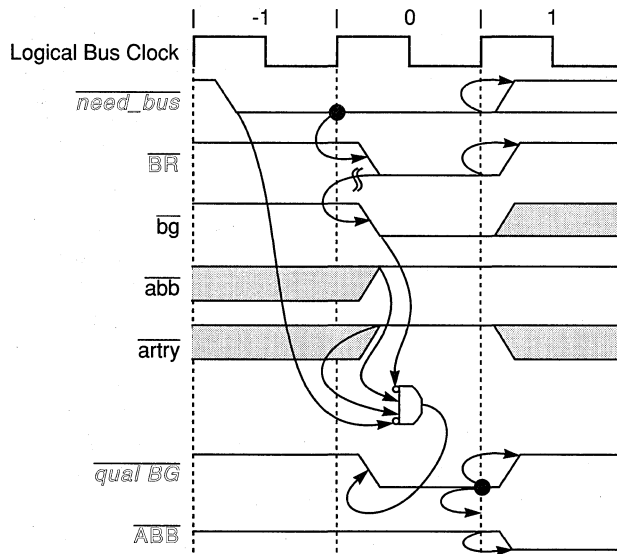 -1 0 1
Logical Bus Clock
need_bus
BR
bg
abb
artry
qual BG
ABB